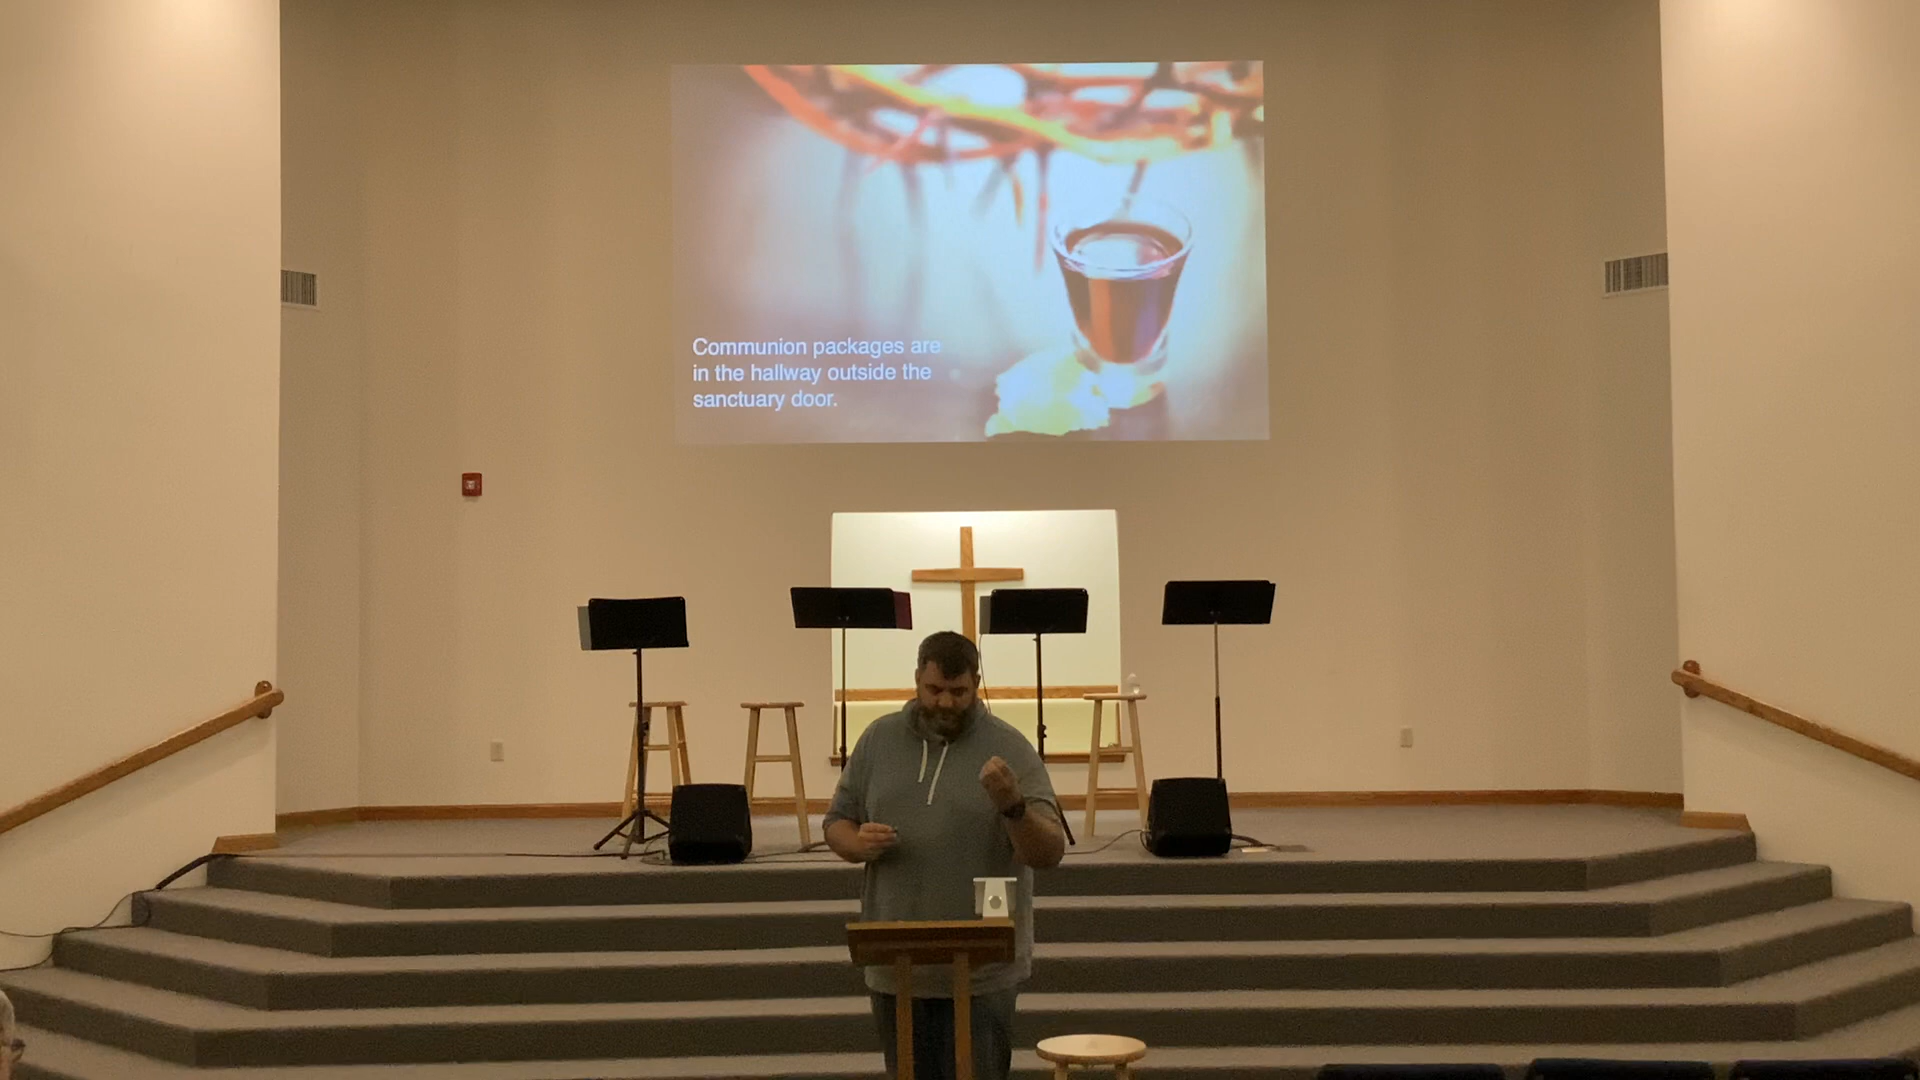 Communion packages are
in the hallway outside the
sanctuary door.